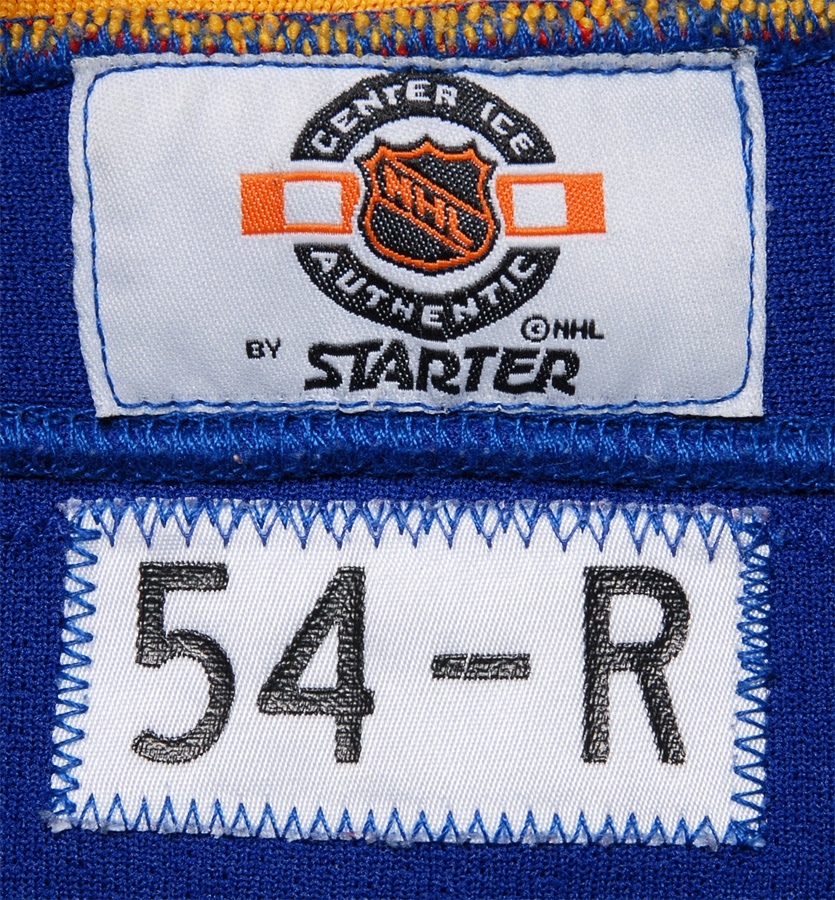 CENTER ICE
NHL
AUTHENTIC
©NHL
BY STARTER
54-R